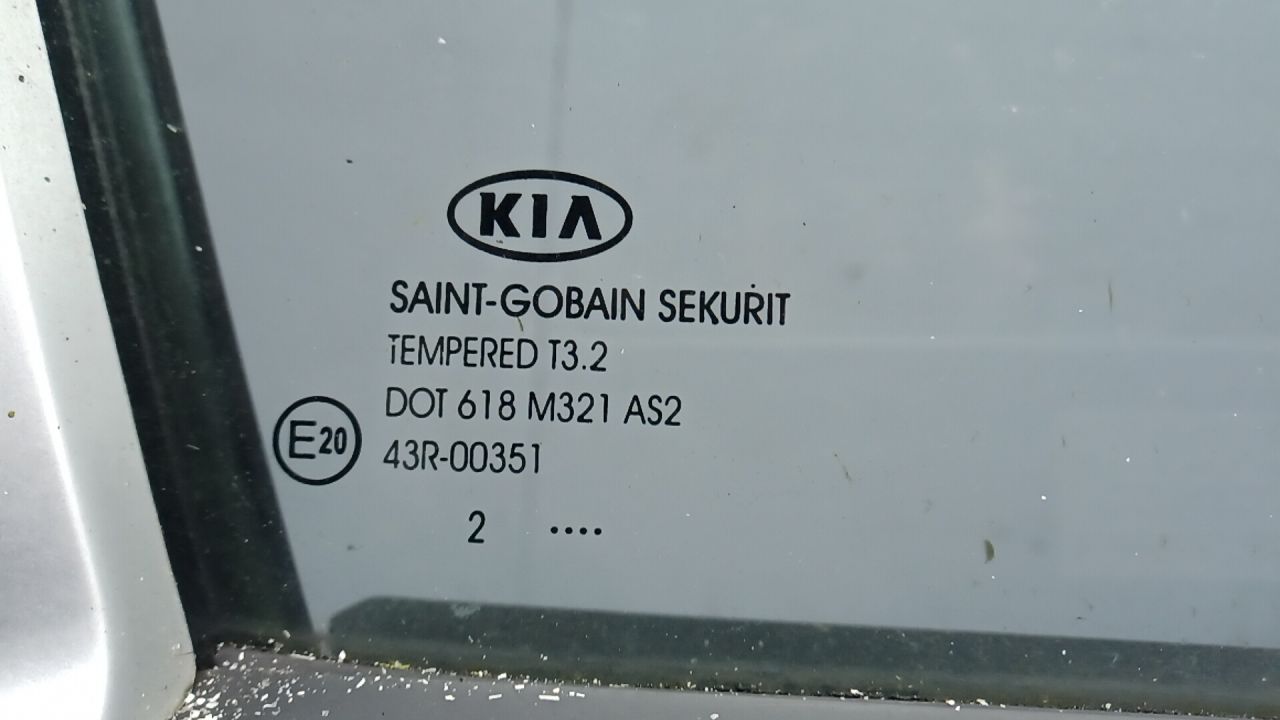 KIA
SAINT-GOBAIN SEKURIT
TEMPERED T3.2
DOT 618 M321 AS2
E20 43R-00351
2 ....